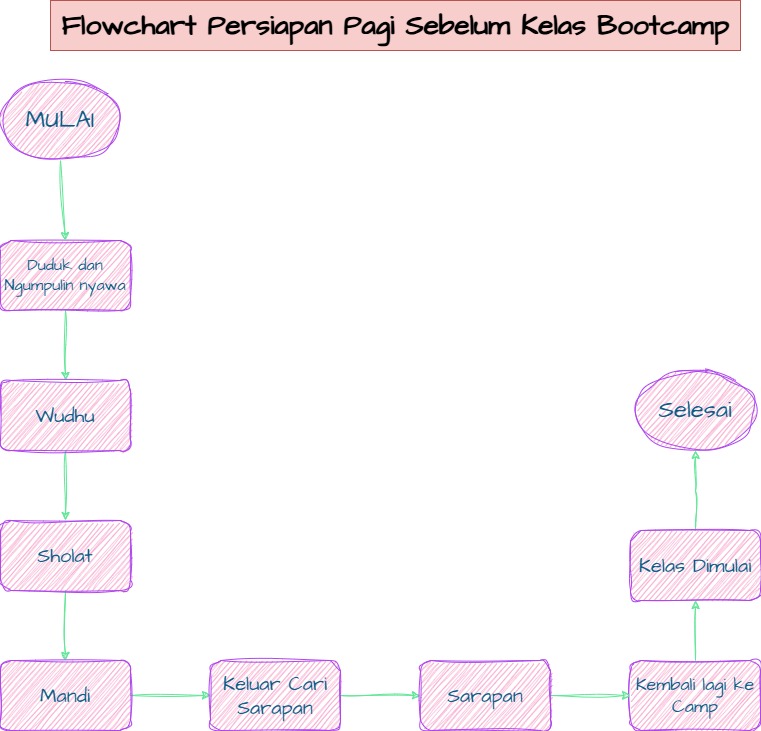 Flowchart Persiapan Pagi Sebelum Kelas Bootcamp
MULAI
Duduk dan
Ngumpulin nyawa
Wudhu
Sholat
Mandi
Keluar Cari
Sarapan
Sarapan
Kembali lagi ke
Camp
Kelas Dimulai
Selesai